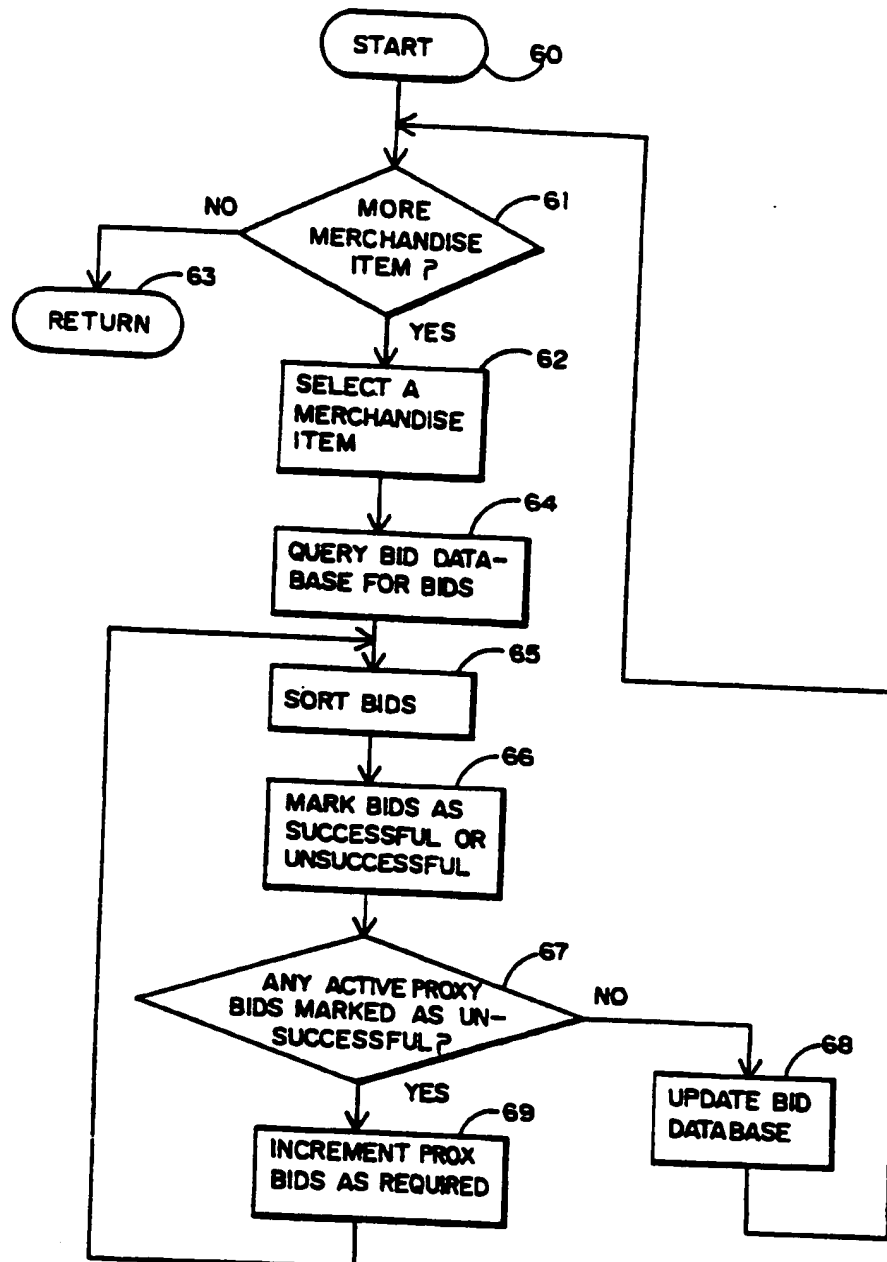 START
60
61
MORE
MERCHANDISE
ITEM ?
NO
63
RETURN
YES
62
SELECT A
MERCHANDISE
ITEM
64
QUERY BID DATA-
BASE FOR BIDS
65
SORT BIDS
66
MARK BIDS AS
SUCCESSFUL OR
UNSUCCESSFUL
67
ANY ACTIVE PROXY
BIDS MARKED AS UN-
SUCCESSFUL?
NO
68
UPDATE BID
DATABASE
YES
69
INCREMENT PROX
BIDS AS REQUIRED